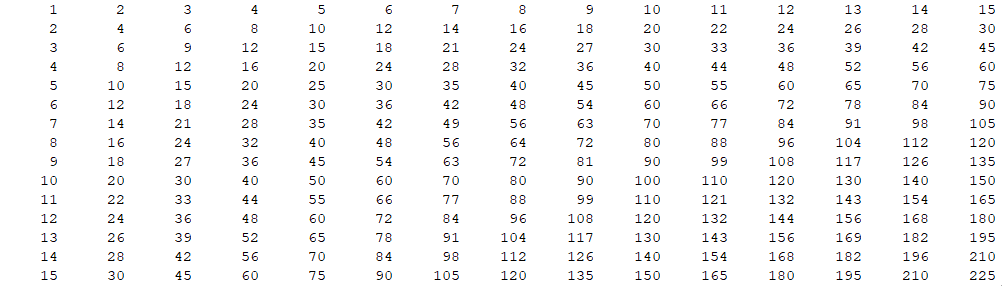 1 2 3 4 5 6 7 8 9 10 11 12 13 14 15
2 4 6 8 10 12 14 16 18 20 22 24 26 28 30
3 6 9 12 15 18 21 24 27 30 33 36 39 42 45
4 8 12 16 20 24 28 32 36 40 44 48 52 56 60
5 10 15 20 25 30 35 40 45 50 55 60 65 70 75
6 12 18 24 30 36 42 48 54 60 66 72 78 84 90
7 14 21 28 35 42 49 56 63 70 77 84 91 98 105
8 16 24 32 40 48 56 64 72 80 88 96 104 112 120
9 18 27 36 45 54 63 72 81 90 99 108 117 126 135
10 20 30 40 50 60 70 80 90 100 110 120 130 140 150
11 22 33 44 55 66 77 88 99 110 121 132 143 154 165
12 24 36 48 60 72 84 96 108 120 132 144 156 168 180
13 26 39 52 65 78 91 104 117 130 143 156 169 182 195
14 28 42 56 70 84 98 112 126 140 154 168 182 196 210
15 30 45 60 75 90 105 120 135 150 165 180 195 210 225